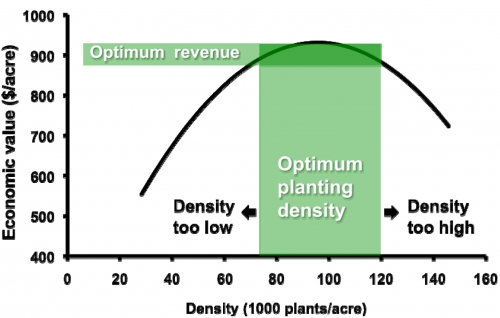 Economic value ($/acre)
1000
900
800
700
600
500
400
Optimum revenue
Optimum
planting
density
Density
too low
Density
too high
0 20 40 60 80 100 120 140 160
Density (1000 plants/acre)